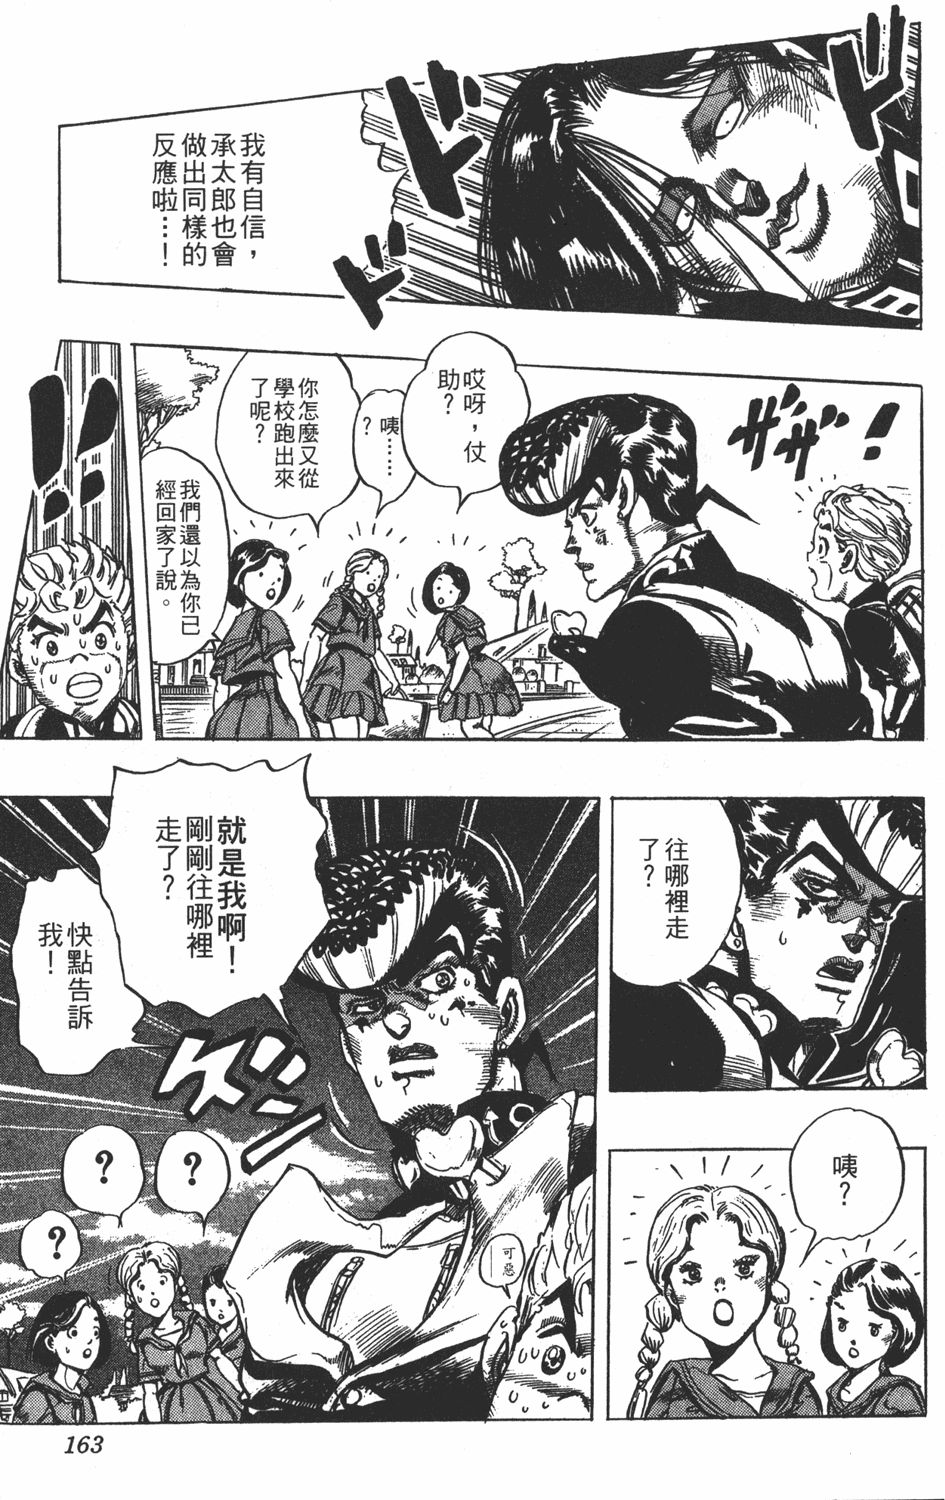 ドドド
我有自信，
承太郎也會
做出同樣的
反應啦…！
ザザ！
哎呀，仗
助？
咦……
？
你怎麼又從
學校跑出來
了呢？
我們還以為你已
經回家了說。
!!
往哪裡走
了？
咦？
就是我啊！
剛剛往哪裡
走了？
快點告訴
我！
？
？
？
可惡
163